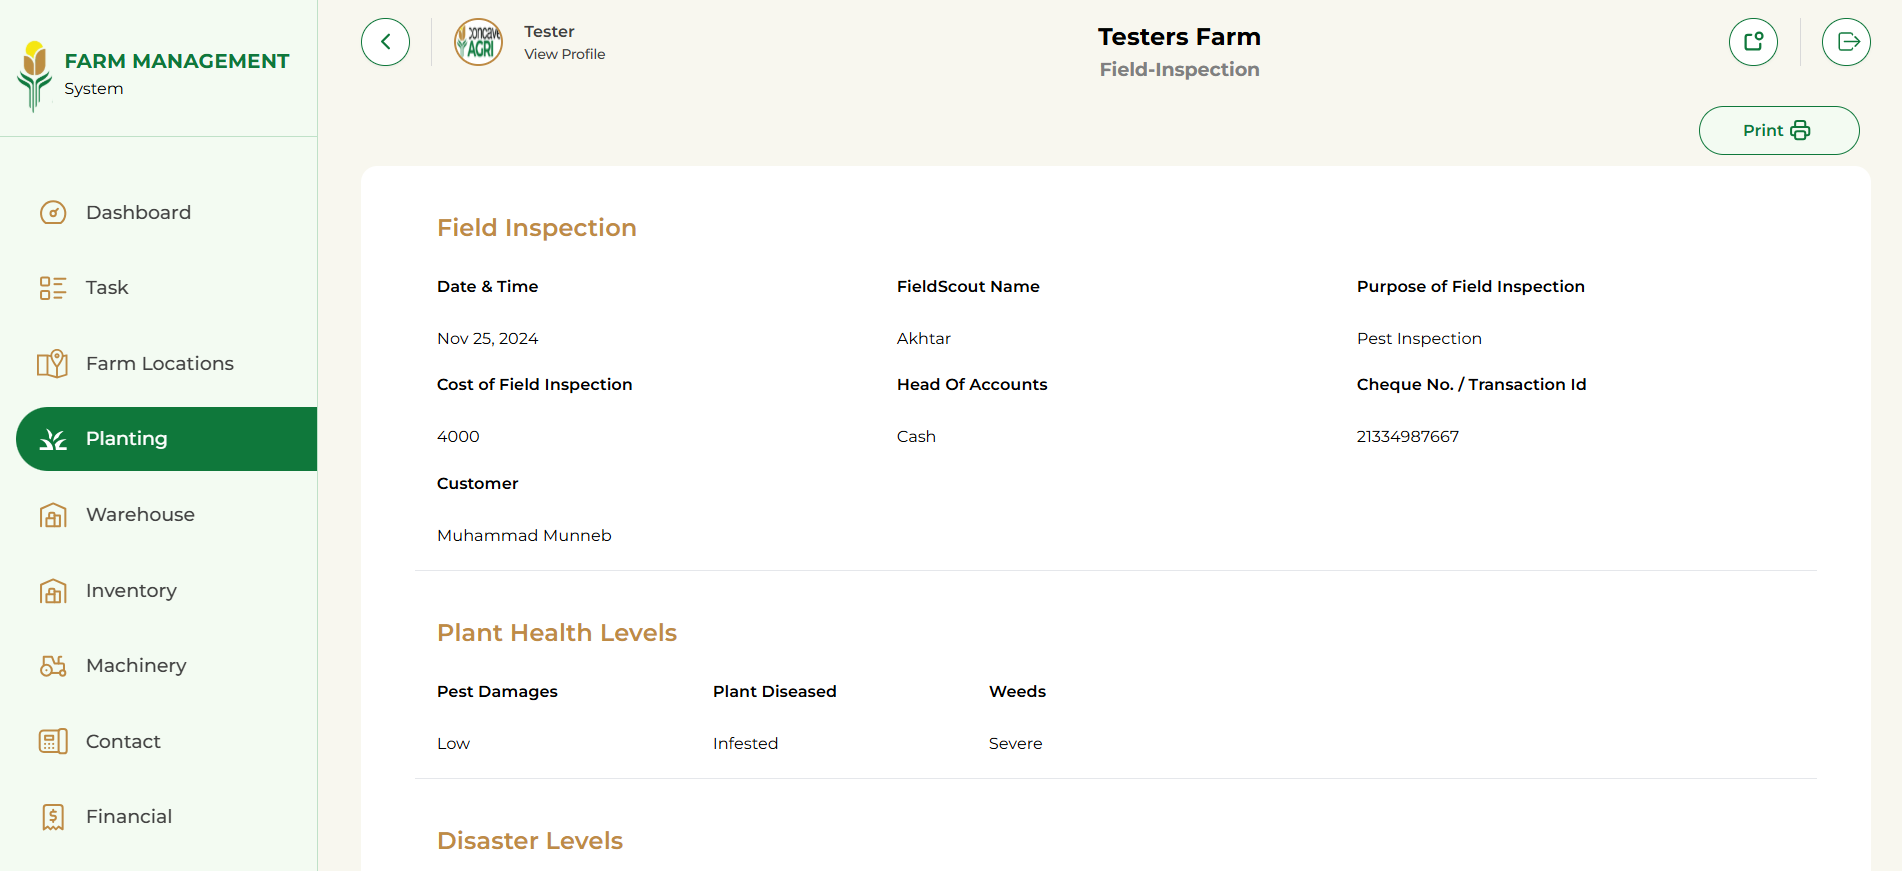 FARM MANAGEMENT
System
Dashboard
Task
Farm Locations
Planting
Warehouse
Inventory
Machinery
Contact
Financial
concave
AGRI
Tester
View Profile
Testers Farm
Field-Inspection
Print
Field Inspection
Date & Time FieldScout Name Purpose of Field Inspection
Nov 25, 2024 Akhtar Pest Inspection
Cost of Field Inspection Head Of Accounts Cheque No. / Transaction Id
4000 Cash 21334987667
Customer
Muhammad Munneb
Plant Health Levels
Pest Damages Plant Diseased Weeds
Low Infested Severe
Disaster Levels